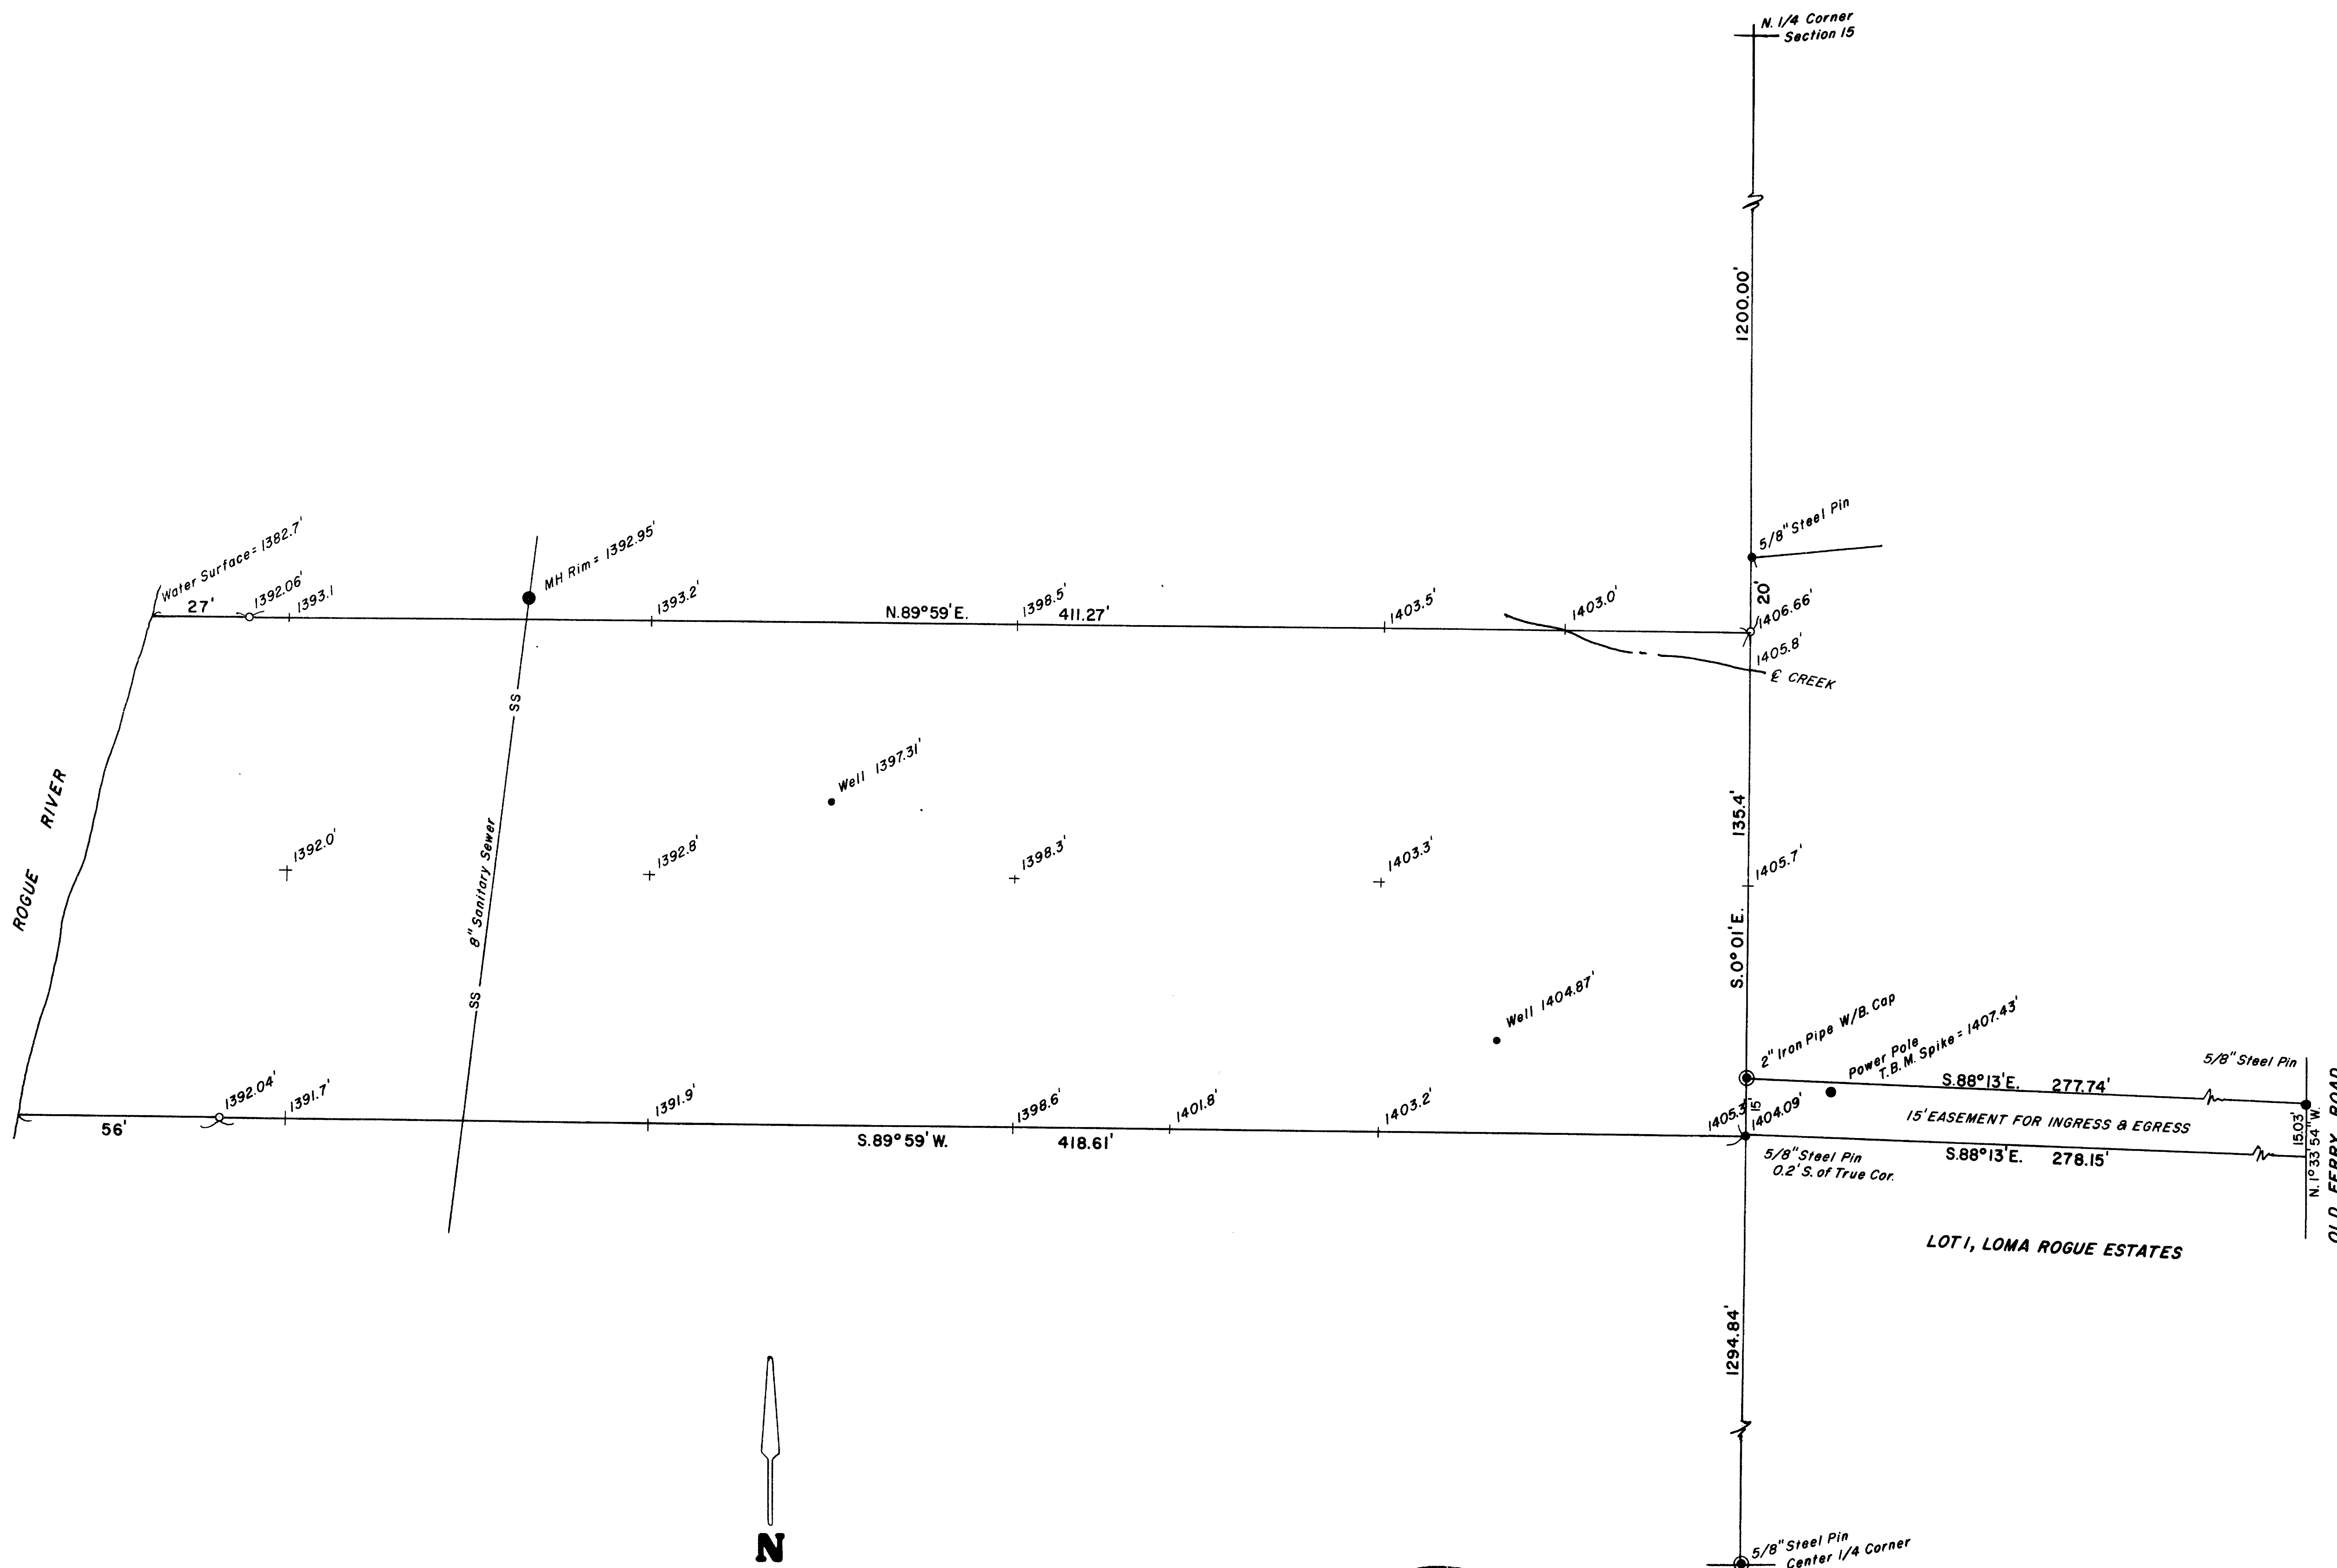 N. 1/4 Corner
Section 15
1200.00'
5/8" Steel Pin
20'
Water Surface = 1382.7'
27'
1392.06'
1393.1
MH Rim = 1392.95'
1393.2'
N.89°59'E.
1398.5'
411.27'
1403.5'
1403.0'
1406.66'
1405.8'
℄ CREEK
SS
Well 1397.31'
ROGUE RIVER
8" Sanitary Sewer
135.4'
1392.0'
1392.8'
1398.3'
1403.3'
1405.7'
S.0°01'E.
SS
Well 1404.87'
2" Iron Pipe W/B. Cap
Power Pole
T.B.M. Spike = 1407.43'
5/8" Steel Pin
S.88°13'E. 277.74'
56'
1392.04'
1391.7'
1391.9'
S.89°59'W.
1398.6'
418.61'
1401.8'
1403.2'
1405.3'
15'
1404.09'
15' EASEMENT FOR INGRESS & EGRESS
15.03'
N.1°33'54"W.
OLD FERRY ROAD
5/8" Steel Pin
0.2' S. of True Cor.
S.88°13'E. 278.15'
LOT 1, LOMA ROGUE ESTATES
1294.84'
N
5/8" Steel Pin
Center 1/4 Corner